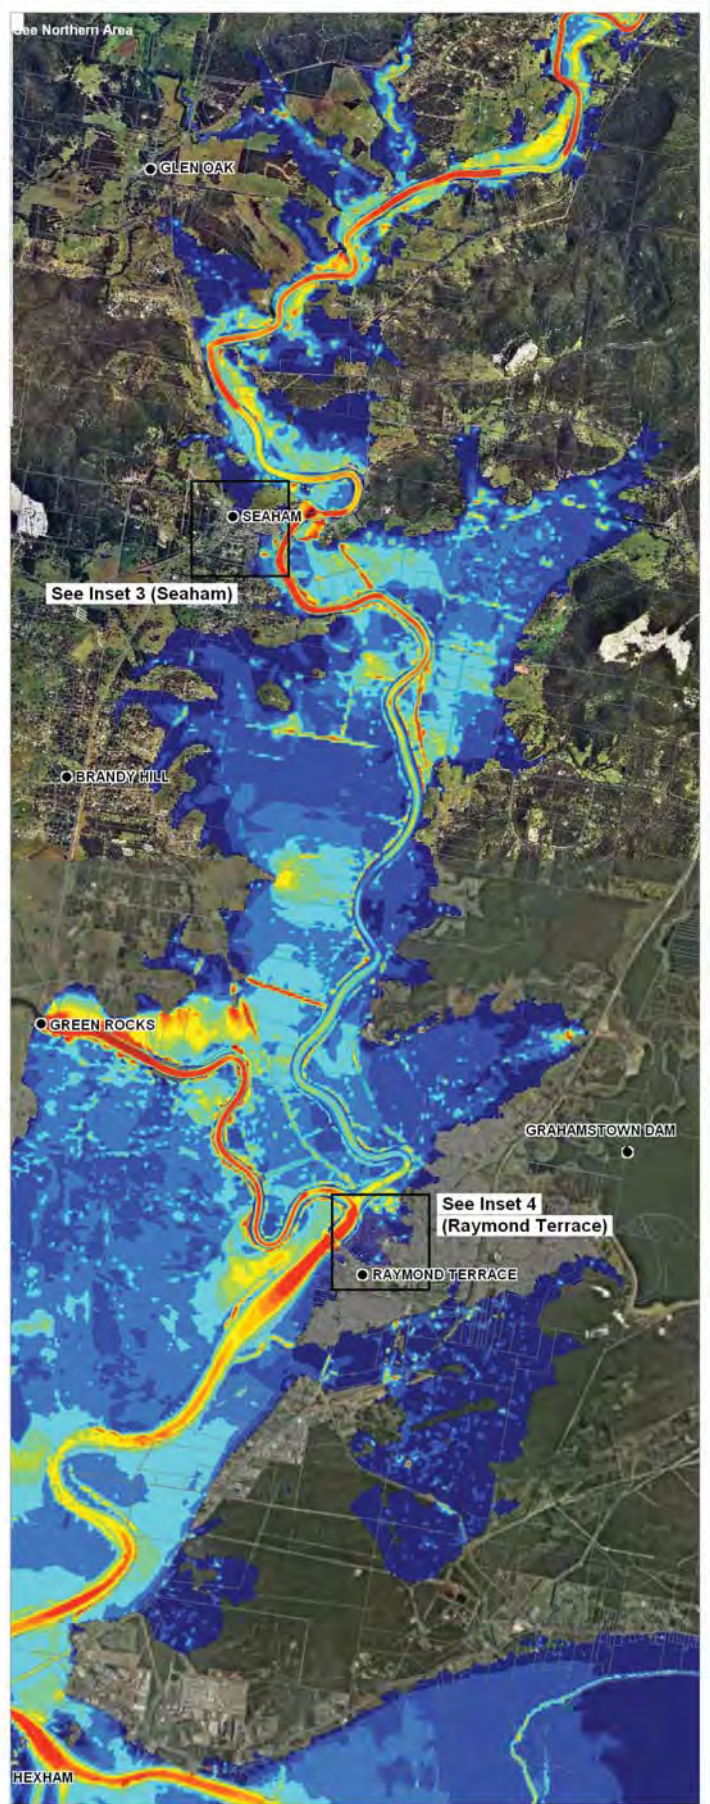 See Northern Area
GLEN OAK
SEAHAM
See Inset 3 (Seaham)
BRANDY HILL
GREEN ROCKS
GRAHAMSTOWN DAM
See Inset 4
(Raymond Terrace)
RAYMOND TERRACE
HEXHAM